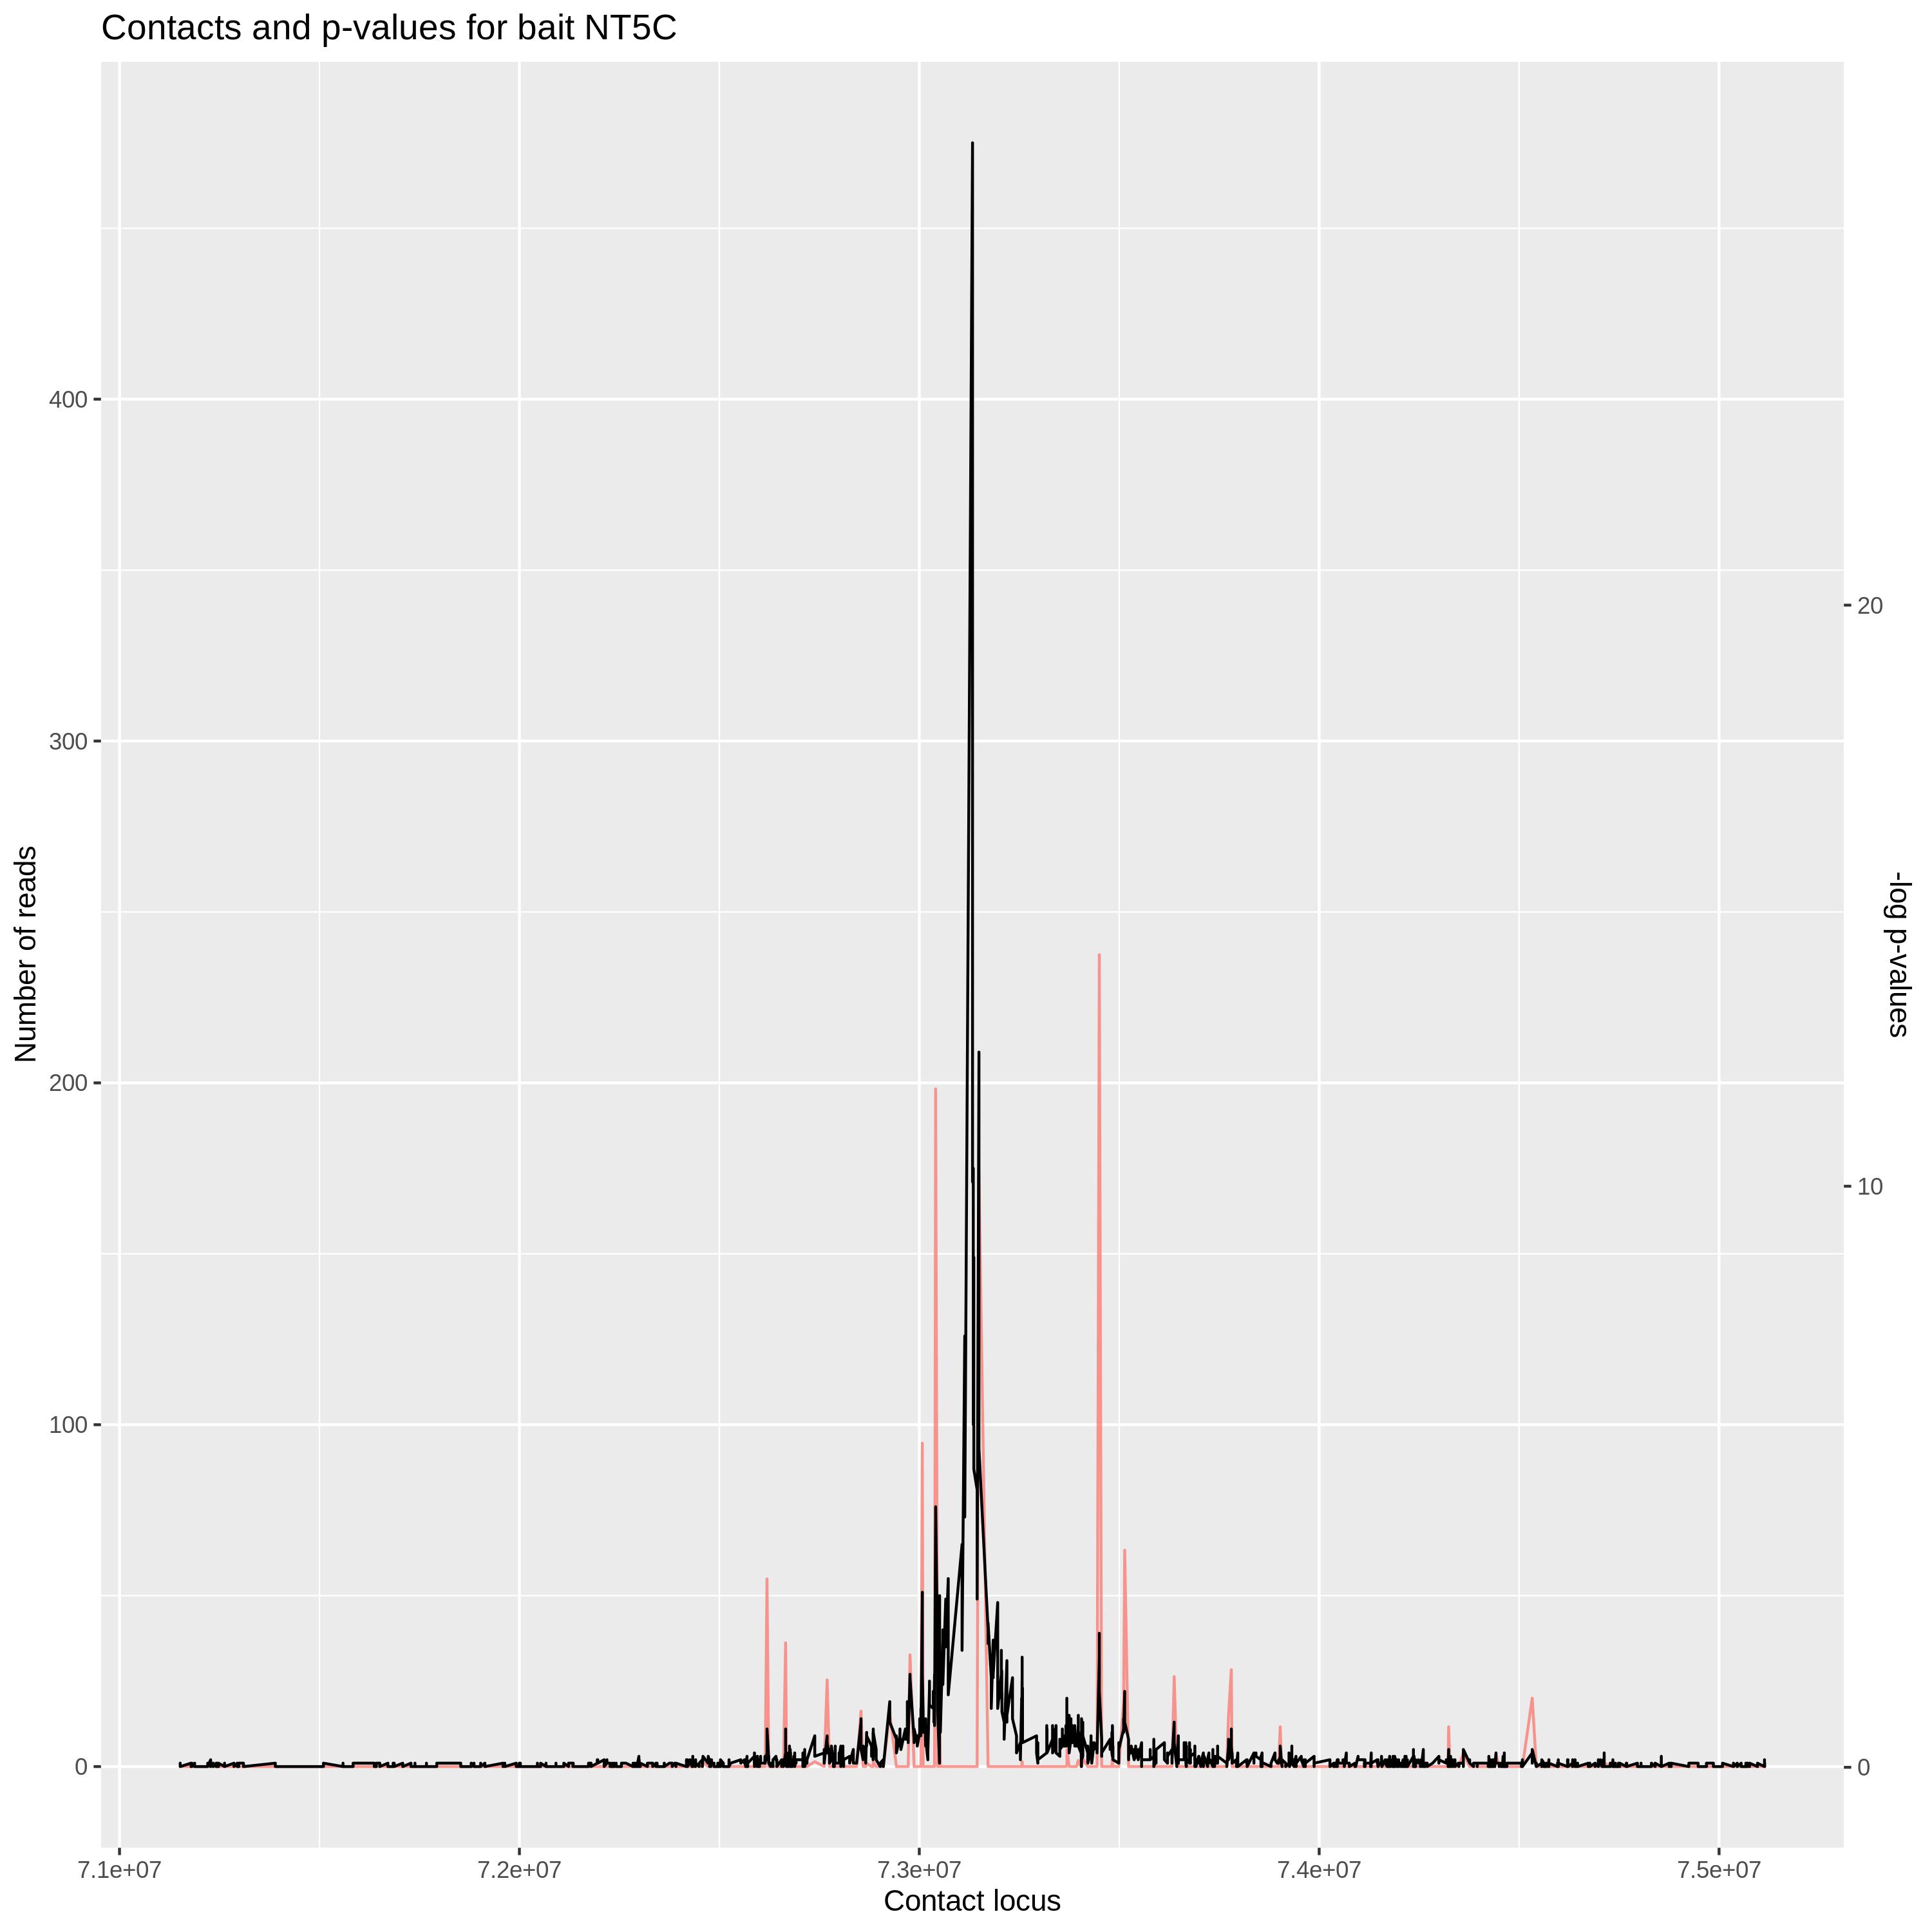 Contacts and p-values for bait NT5C
400
300
200
100
0
Number of reads
20
10
0
-log p-values
7.1e+07
7.2e+07
7.3e+07
7.4e+07
7.5e+07
Contact locus